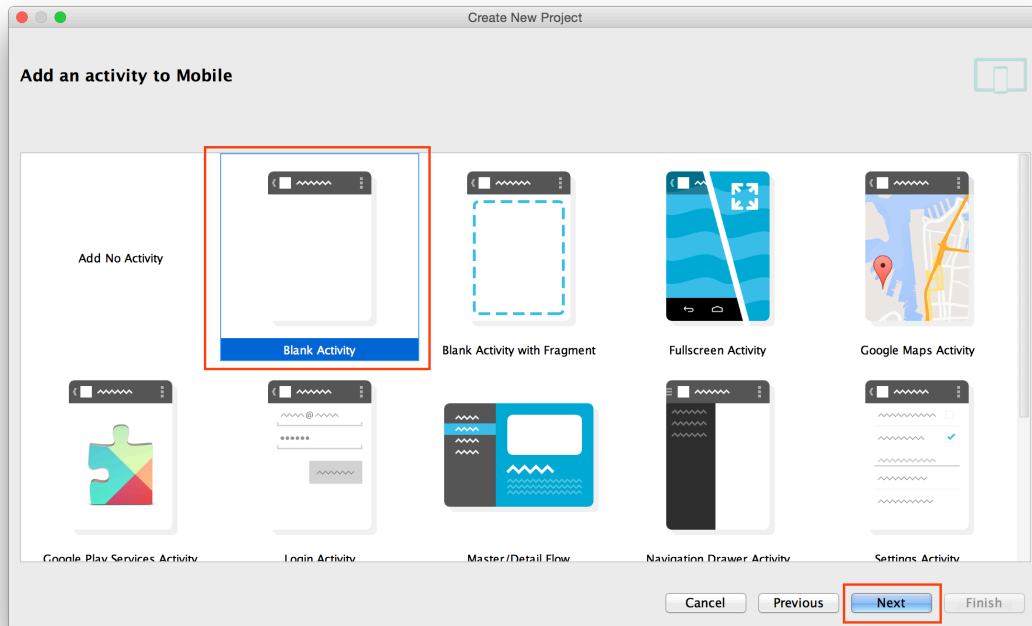 Create New Project
Add an activity to Mobile
Add No Activity
Blank Activity
Blank Activity with Fragment
Fullscreen Activity
Google Maps Activity
@
Google Play Services Activity
Login Activity
Master/Detail Flow
Navigation Drawer Activity
Settings Activity
Cancel
Previous
Next
Finish